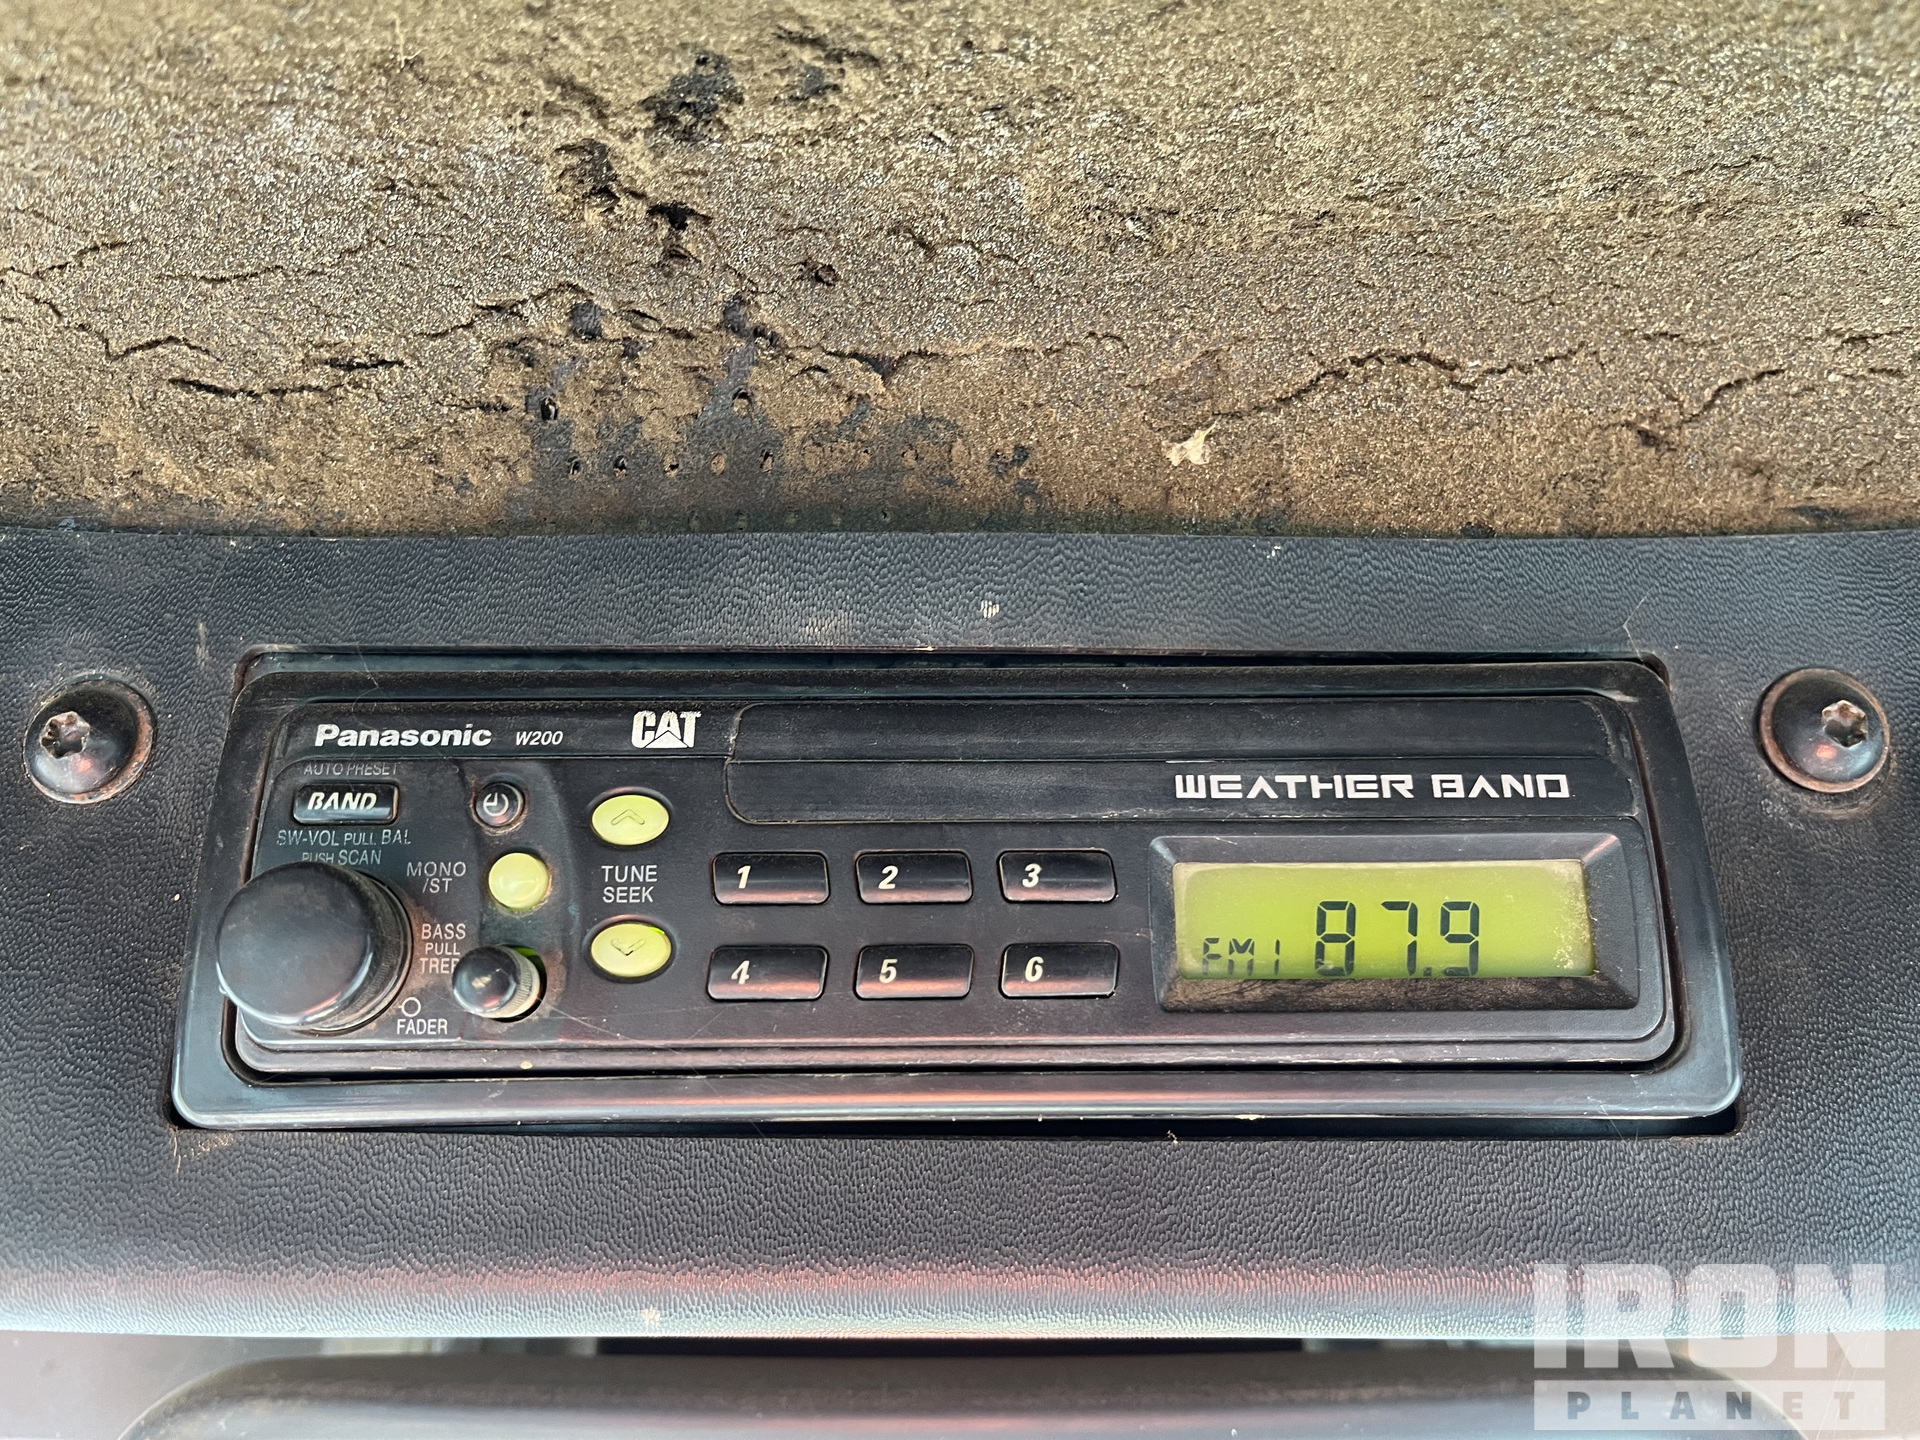 Panasonic W200 CAT
AUTO PRESET
BAND
WEATHER BAND
SW-VOL PULL BAL
PUSH SCAN
MONO
/ST
TUNE
SEEK
1 2 3
BASS
PULL
TREB
FADER
4 5 6
FM1 87.9
IRON
PLANET